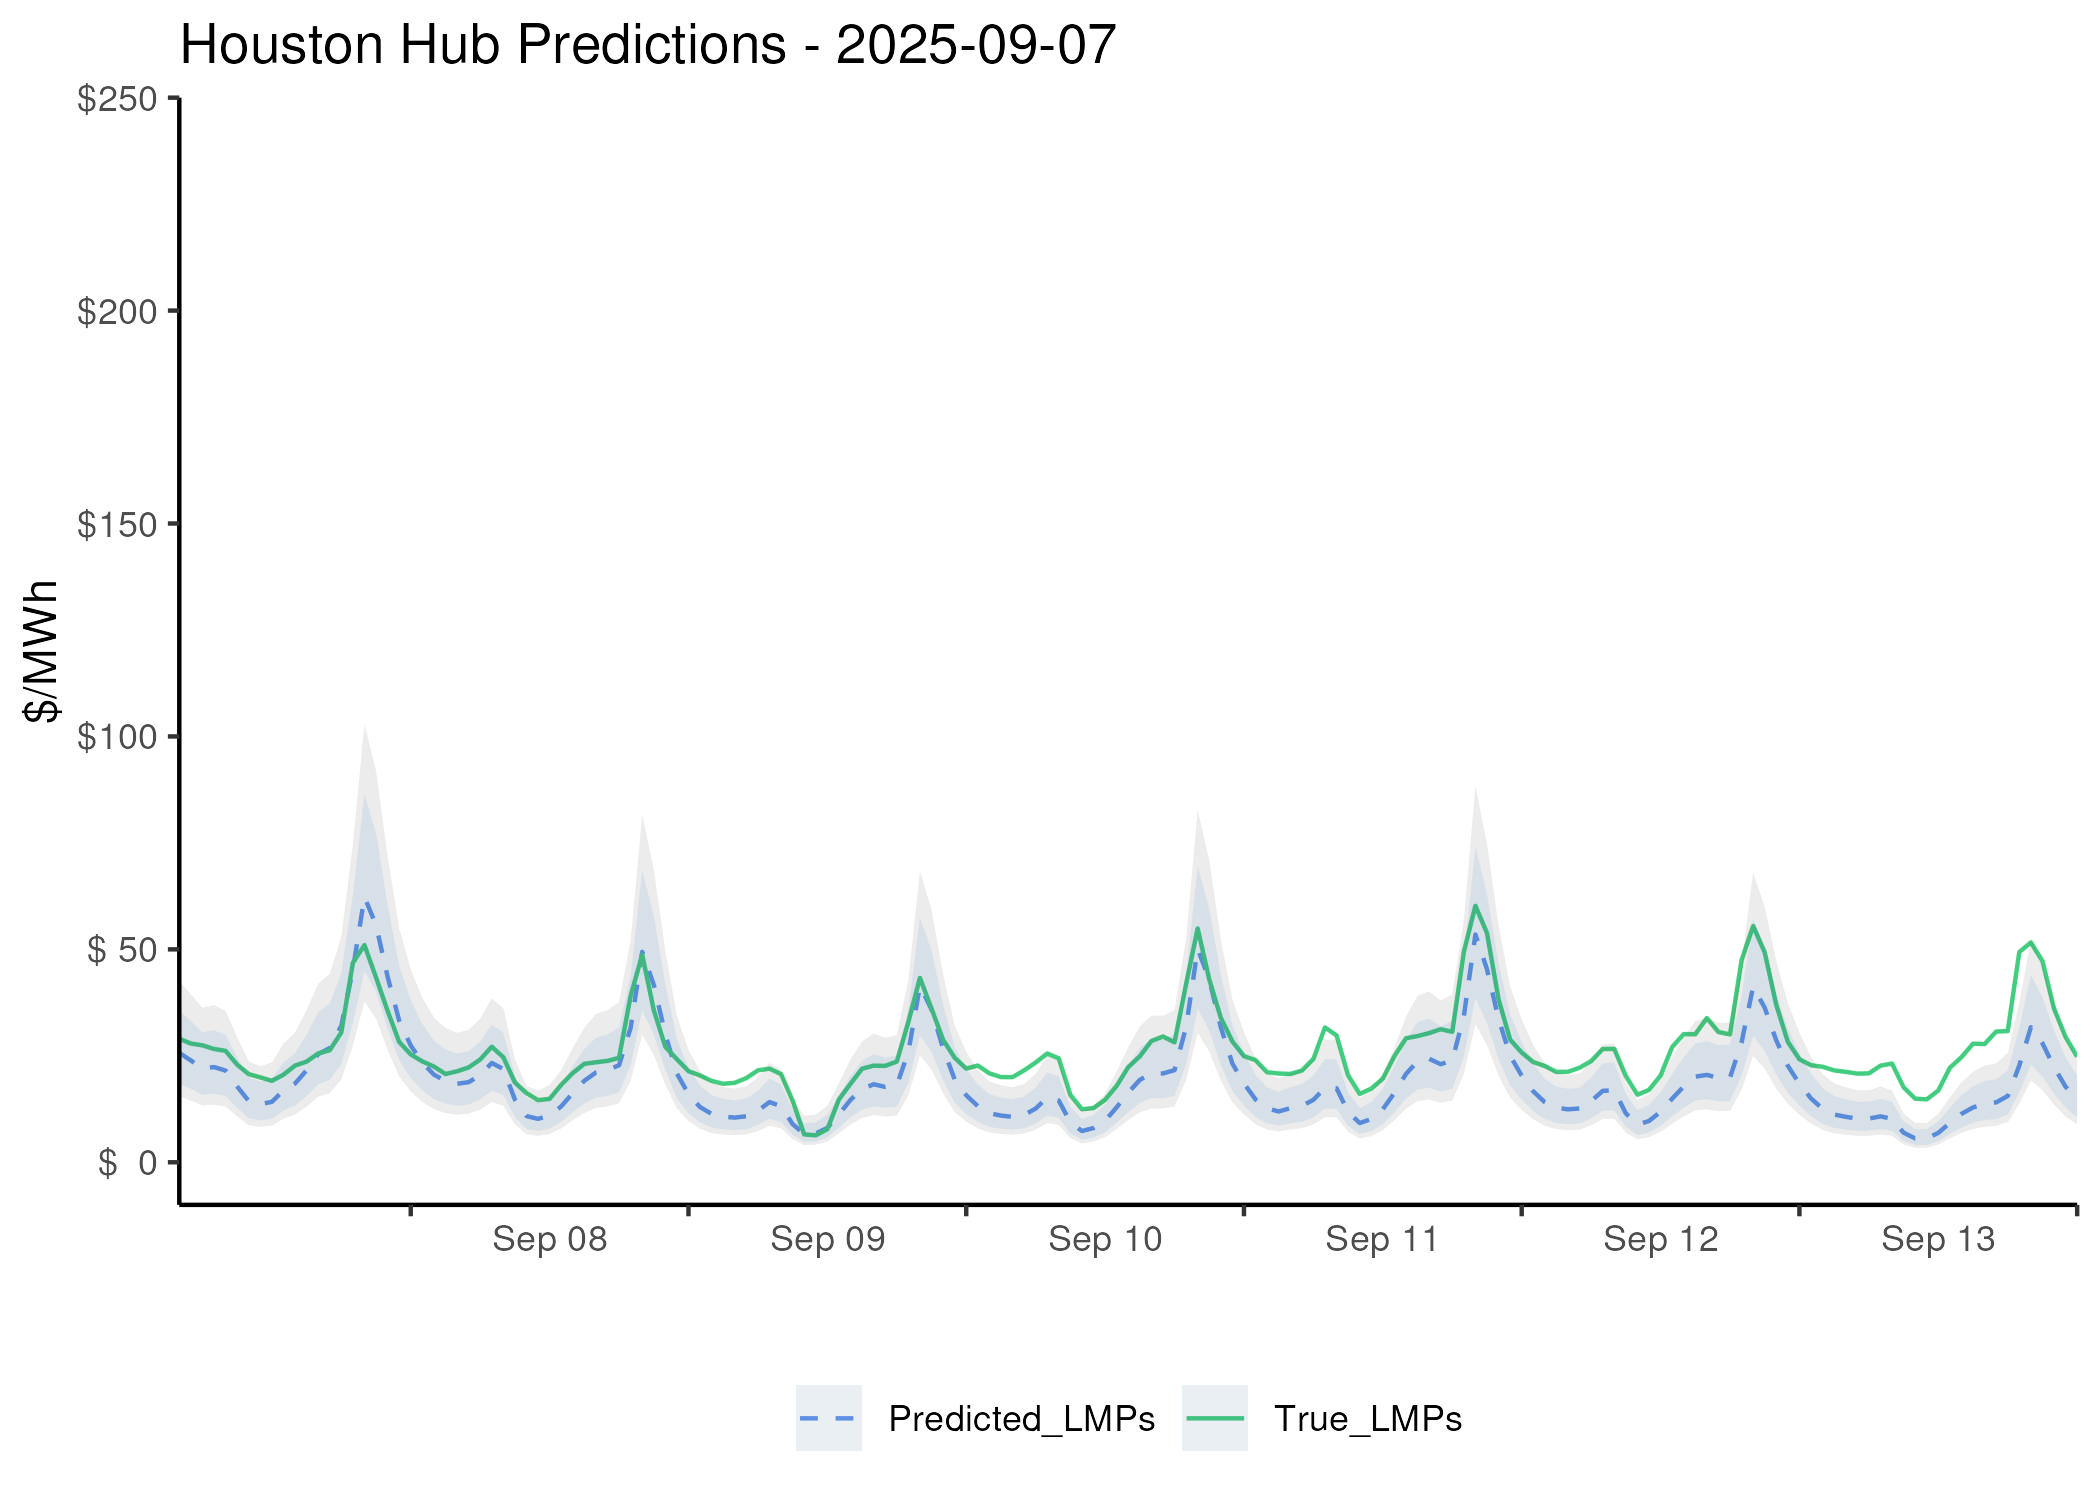 Houston Hub Predictions - 2025-09-07
$250
$200
$150
$100
$ 50
$  0
$/MWh
Sep 08 Sep 09 Sep 10 Sep 11 Sep 12 Sep 13
Predicted_LMPs True_LMPs